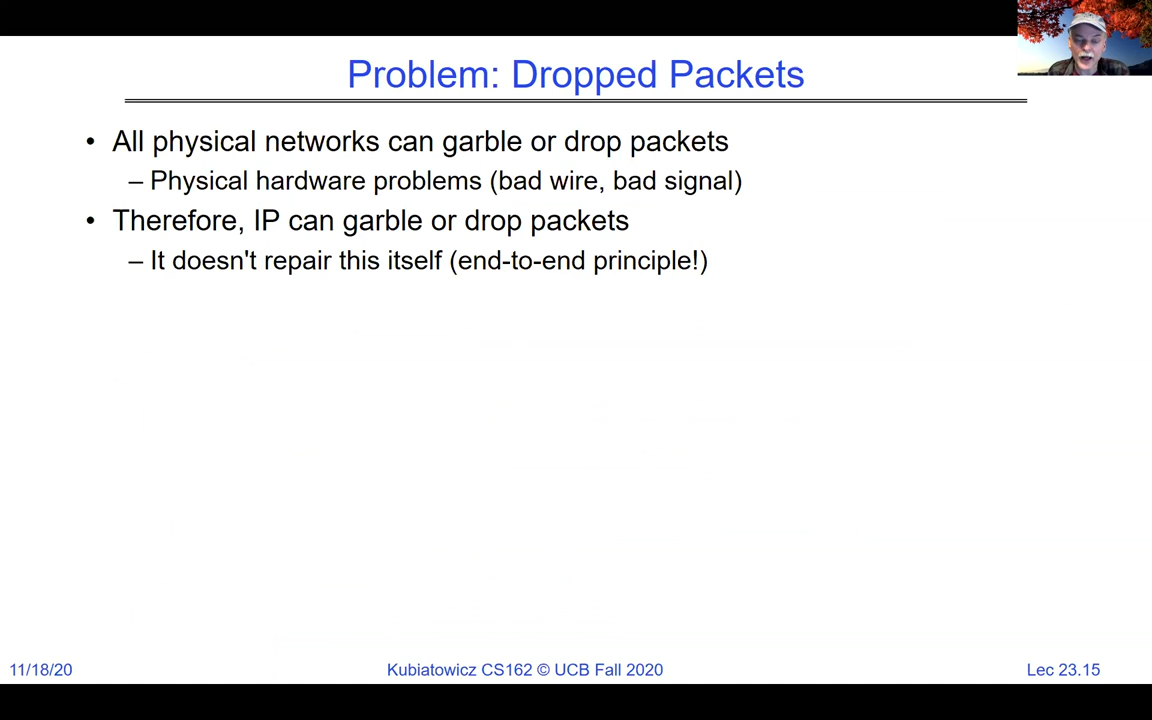 Problem: Dropped Packets
• All physical networks can garble or drop packets
– Physical hardware problems (bad wire, bad signal)
• Therefore, IP can garble or drop packets
– It doesn't repair this itself (end-to-end principle!)
11/18/20
Kubiatowicz CS162 © UCB Fall 2020
Lec 23.15